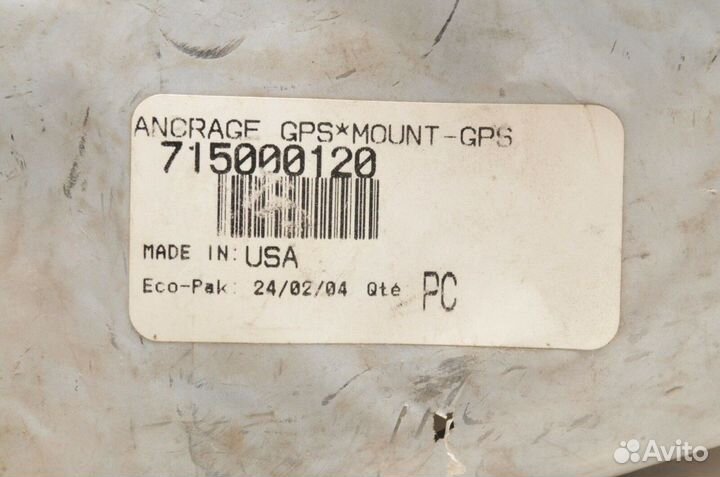 ANCRAGE GPS*MOUNT-GPS
715000120
MADE IN: USA
Eco-Pak: 24/02/04 Qté PC
Avito